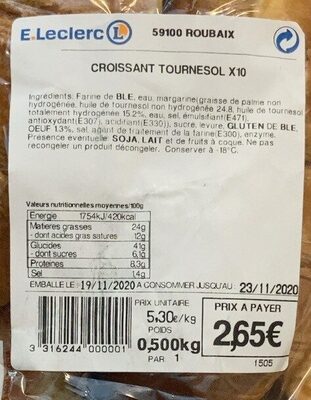 E.Leclerc L
59100 ROUBAIX
CROISSANT TOURNESOL X10
Ingrédients: Farine de BLE, eau, margarine(graisse de palme non
hydrogénée, huile de tournesol non hydrogénée 24.8, huile de tournesol
totalement hydrogénée 15.2%, eau, sel, émulsifiant(E471),
antioxydant(E307), acidifiant(E330)), sucre, levure, GLUTEN DE BLE,
OEUF 1.3%, sel, agent de traitement de la farine(E300), enzyme.
Présence éventuelle: SOJA, LAIT et de fruits à coque. Ne pas
recongeler un produit décongeler. Conserver à -18°C.
Valeurs nutritionnelles moyennes/100g
Energie 1754kJ/420kcal
Matieres grasses 24g
- dont acides gras satures 12g
Glucides 41g
- dont sucres 6.1g
Proteines 8.3g
Sel 1.4g
EMBALLE LE : 19/11/2020 A CONSOMMER JUSQU'AU : 23/11/2020
PRIX UNITAIRE
5,30€/kg
POIDS
0,500kg
PAR: 1
PRIX A PAYER
2,65€
3 316244 000001
1505